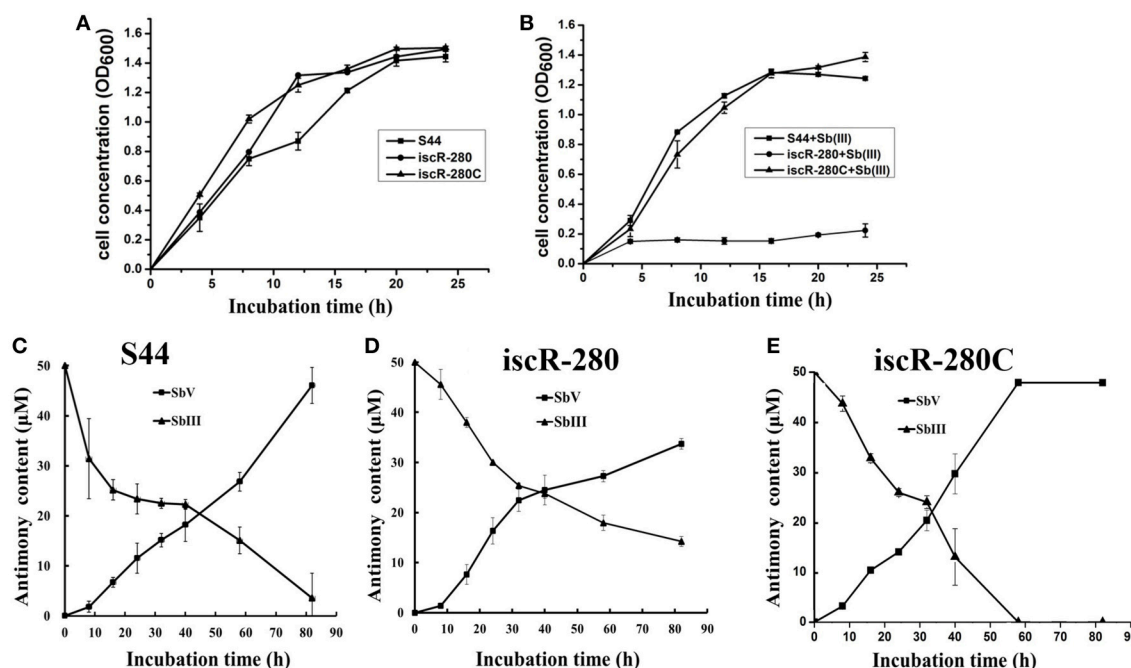 A
cell concentration (OD600)
1.6
1.4
1.2
1.0
0.8
0.6
0.4
0.2
0.0
S44
iscR-280
iscR-280C
0 5 10 15 20 25
Incubation time (h)
B
cell concentration (OD600)
1.6
1.4
1.2
1.0
0.8
0.6
0.4
0.2
0.0
S44+Sb(III)
iscR-280+Sb(III)
iscR-280C+Sb(III)
0 5 10 15 20 25
Incubation time (h)
C
S44
Antimony content (µM)
50
40
30
20
10
0
SbV
SbIII
0 10 20 30 40 50 60 70 80 90
Incubation time (h)
D
iscR-280
Antimony content (µM)
50
40
30
20
10
0
SbV
SbIII
0 10 20 30 40 50 60 70 80 90
Incubation time (h)
E
iscR-280C
Antimony content (µM)
50
40
30
20
10
0
SbV
SbIII
0 10 20 30 40 50 60 70 80 90
Incubation time (h)